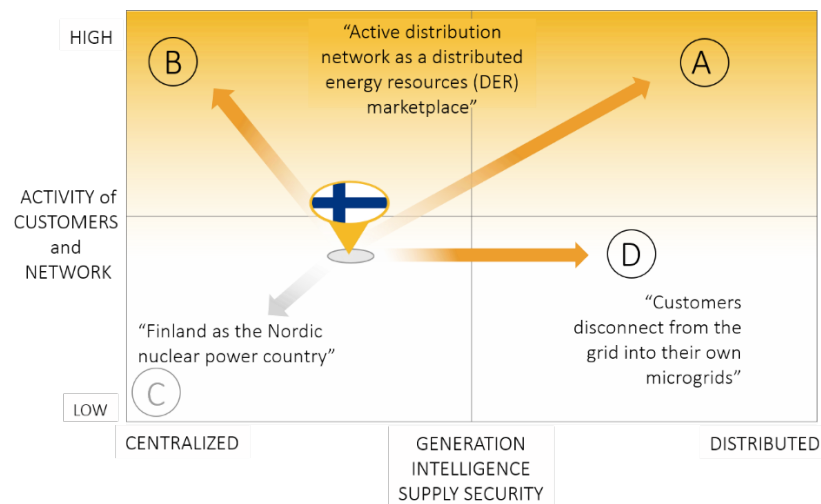 HIGH
B
“Active distribution
network as a distributed
energy resources (DER)
marketplace”
A
ACTIVITY of
CUSTOMERS
and
NETWORK
D
“Finland as the Nordic
nuclear power country”
“Customers
disconnect from the
grid into their own
microgrids”
C
LOW
CENTRALIZED
GENERATION
INTELLIGENCE
SUPPLY SECURITY
DISTRIBUTED